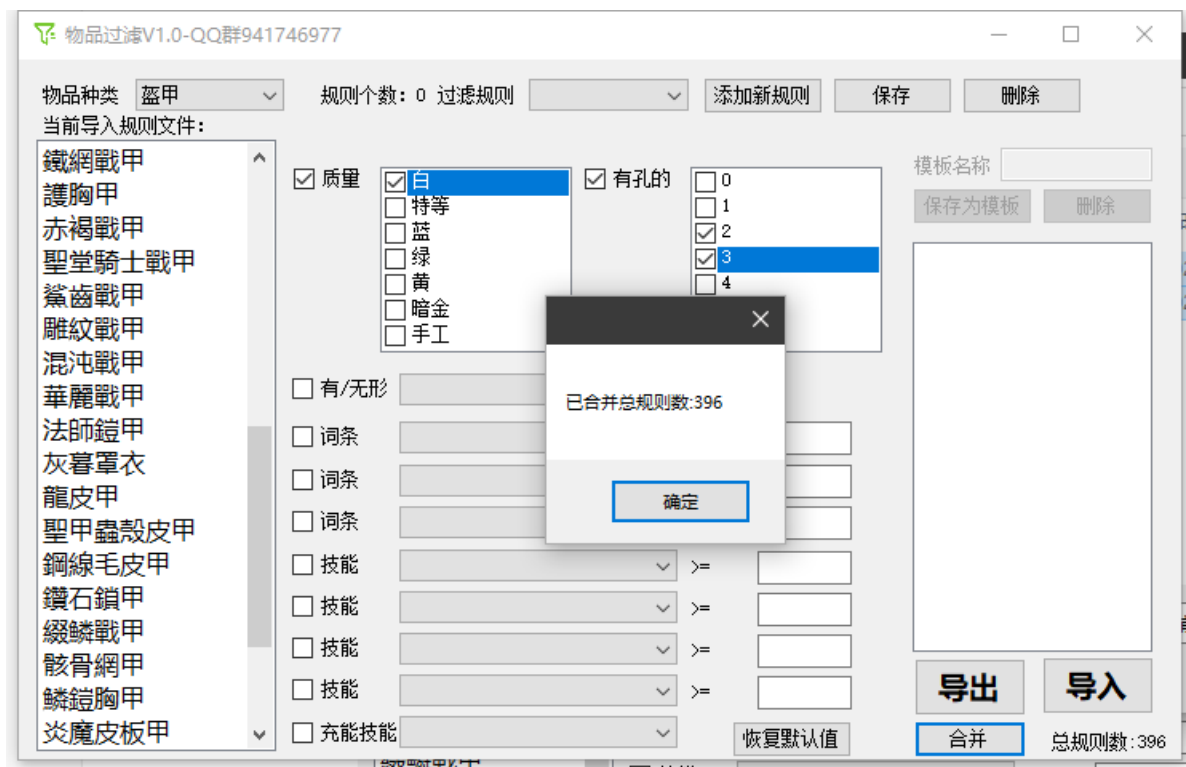 物品过滤V1.0-QQ群941746977
物品种类 盔甲 规则个数: 0 过滤规则 添加新规则 保存 删除
当前导入规则文件:
鐵網戰甲
護胸甲
赤褐戰甲
聖堂騎士戰甲
鯊齒戰甲
雕紋戰甲
混沌戰甲
華麗戰甲
法師鎧甲
灰暮罩衣
龍皮甲
聖甲蟲殼皮甲
鋼線毛皮甲
鑽石鎖甲
綴鱗戰甲
骸骨網甲
鱗鎧胸甲
炎魔皮板甲
质量
白
特等
蓝
绿
黄
暗金
手工
有孔的
0
1
2
3
4
模板名称
保存为模板 删除
已合并总规则数:396
确定
有/无形
词条
词条
词条
技能 >=
技能 >=
技能 >=
技能 >=
充能技能
恢复默认值
导出 导入
合并 总规则数:396